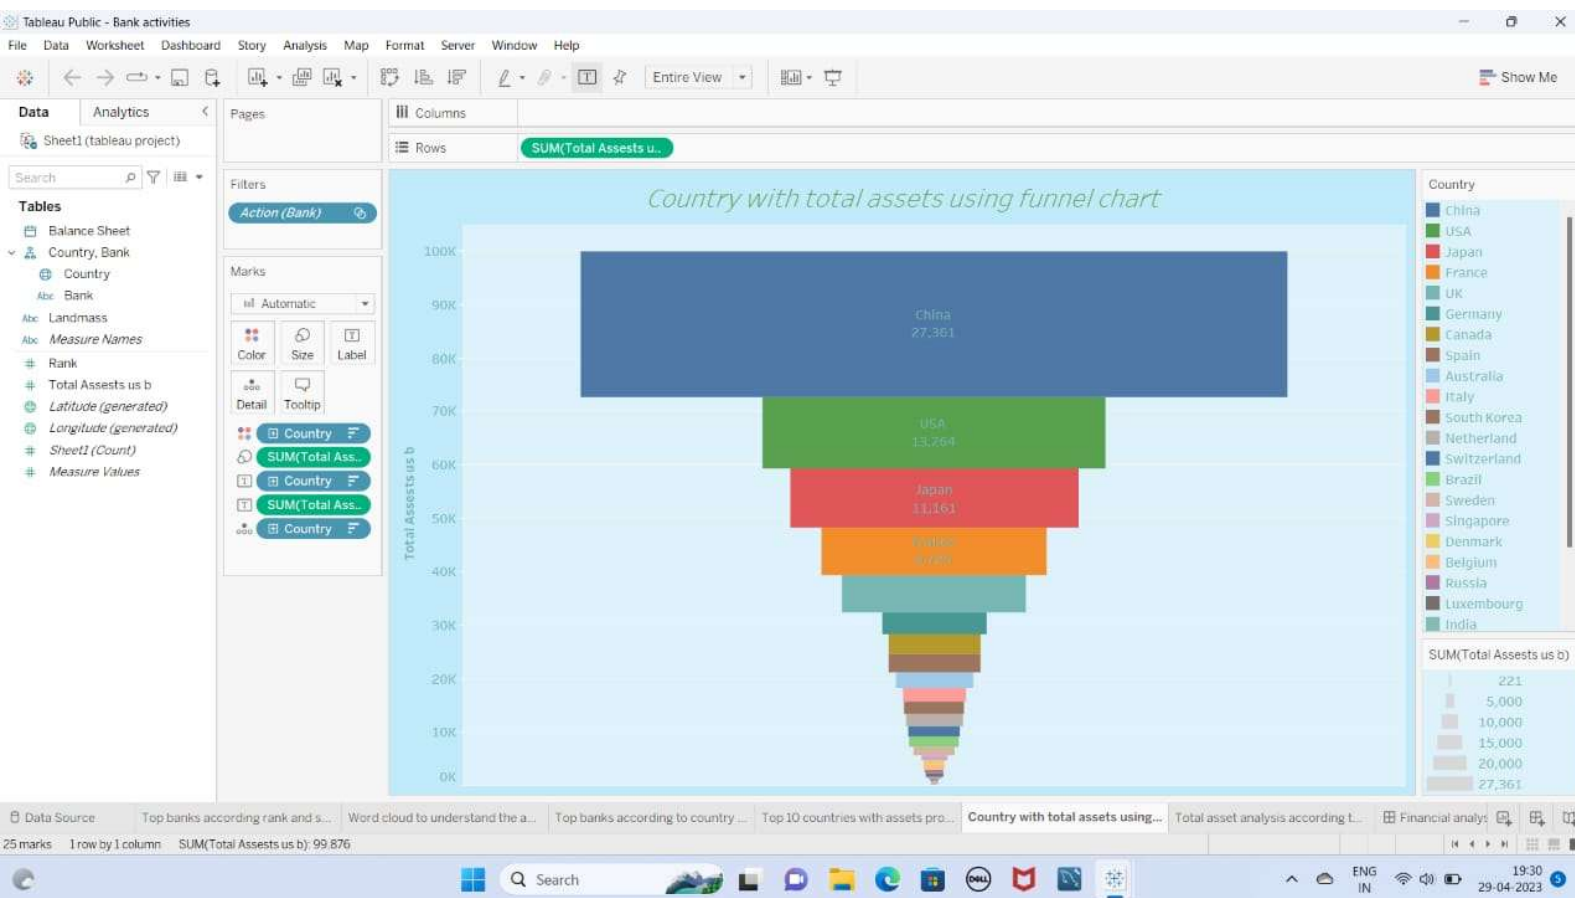 Tableau Public - Bank activities
File Data Worksheet Dashboard Story Analysis Map Format Server Window Help
Entire View
Show Me
Data Analytics
Sheet1 (tableau project)
Search
Tables
Balance Sheet
Country, Bank
Country
Abc Bank
Abc Landmass
Abc Measure Names
# Rank
# Total Assests us b
Latitude (generated)
Longitude (generated)
# Sheet1 (Count)
# Measure Values
Pages
Filters
Action (Bank)
Marks
Automatic
Color Size Label
Detail Tooltip
Country
SUM(Total Ass..
Country
SUM(Total Ass..
Country
Columns
Rows
SUM(Total Assests u..
Country with total assets using funnel chart
Total Assests us b
100K
90K
80K
70K
60K
50K
40K
30K
20K
10K
0K
China
27,361
USA
13,264
Japan
11,161
France
Country
China
USA
Japan
France
UK
Germany
Canada
Spain
Australia
Italy
South Korea
Netherland
Switzerland
Brazil
Sweden
Singapore
Denmark
Belgium
Russia
Luxembourg
India
SUM(Total Assests us b)
221
5,000
10,000
15,000
20,000
27,361
Data Source Top banks according rank and s... Word cloud to understand the a... Top banks according to country ... Top 10 countries with assets pro... Country with total assets using... Total asset analysis according t... Financial analys
25 marks 1 row by 1 column SUM(Total Assests us b): 99.876
Search
DELL
ENG
IN
19:30
29-04-2023
5